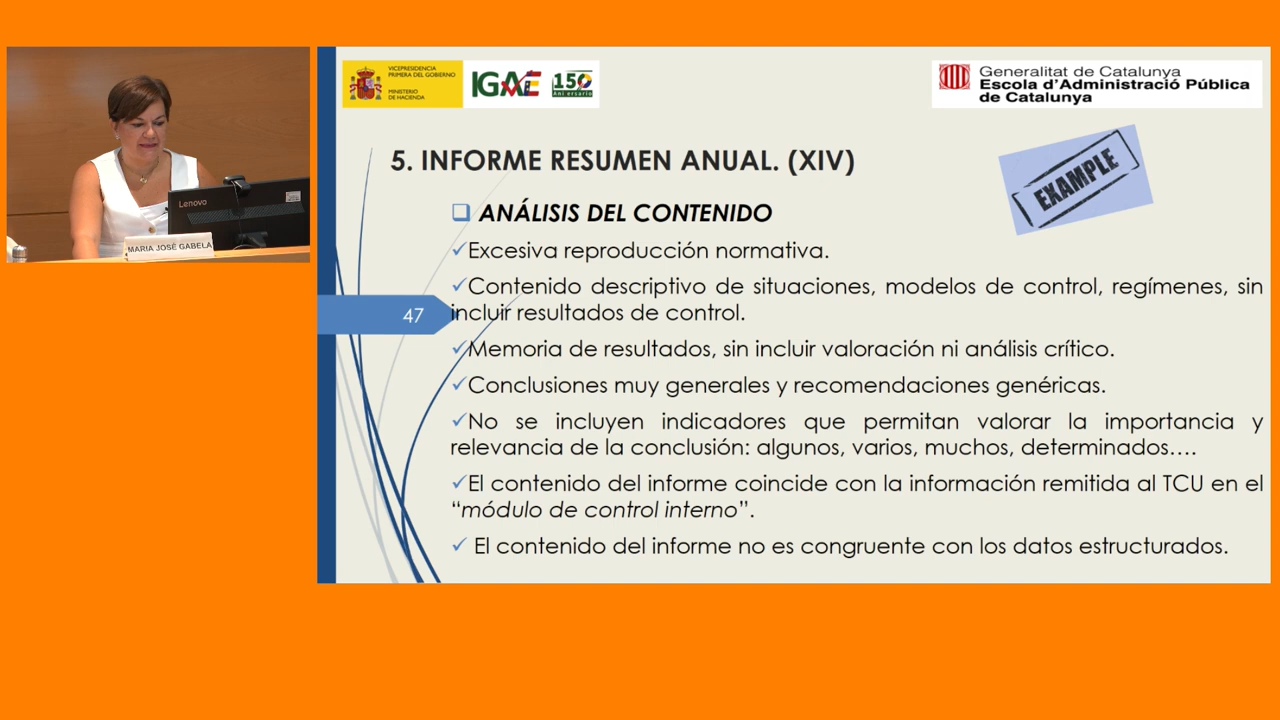 VICEPRESIDENCIA
PRIMERA DEL GOBIERNO
MINISTERIO
DE HACIENDA
IGAE
150
Aniversario
Generalitat de Catalunya
Escola d'Administració Pública
de Catalunya
5. INFORME RESUMEN ANUAL. (XIV)
EXAMPLE
❑ ANÁLISIS DEL CONTENIDO
✓Excesiva reproducción normativa.
✓Contenido descriptivo de situaciones, modelos de control, regímenes, sin
incluir resultados de control.
47
✓Memoria de resultados, sin incluir valoración ni análisis crítico.
✓Conclusiones muy generales y recomendaciones genéricas.
✓No se incluyen indicadores que permitan valorar la importancia y
relevancia de la conclusión: algunos, varios, muchos, determinados….
✓El contenido del informe coincide con la información remitida al TCU en el
“módulo de control interno”.
✓ El contenido del informe no es congruente con los datos estructurados.
Lenovo
MARIA JOSÉ GABELA